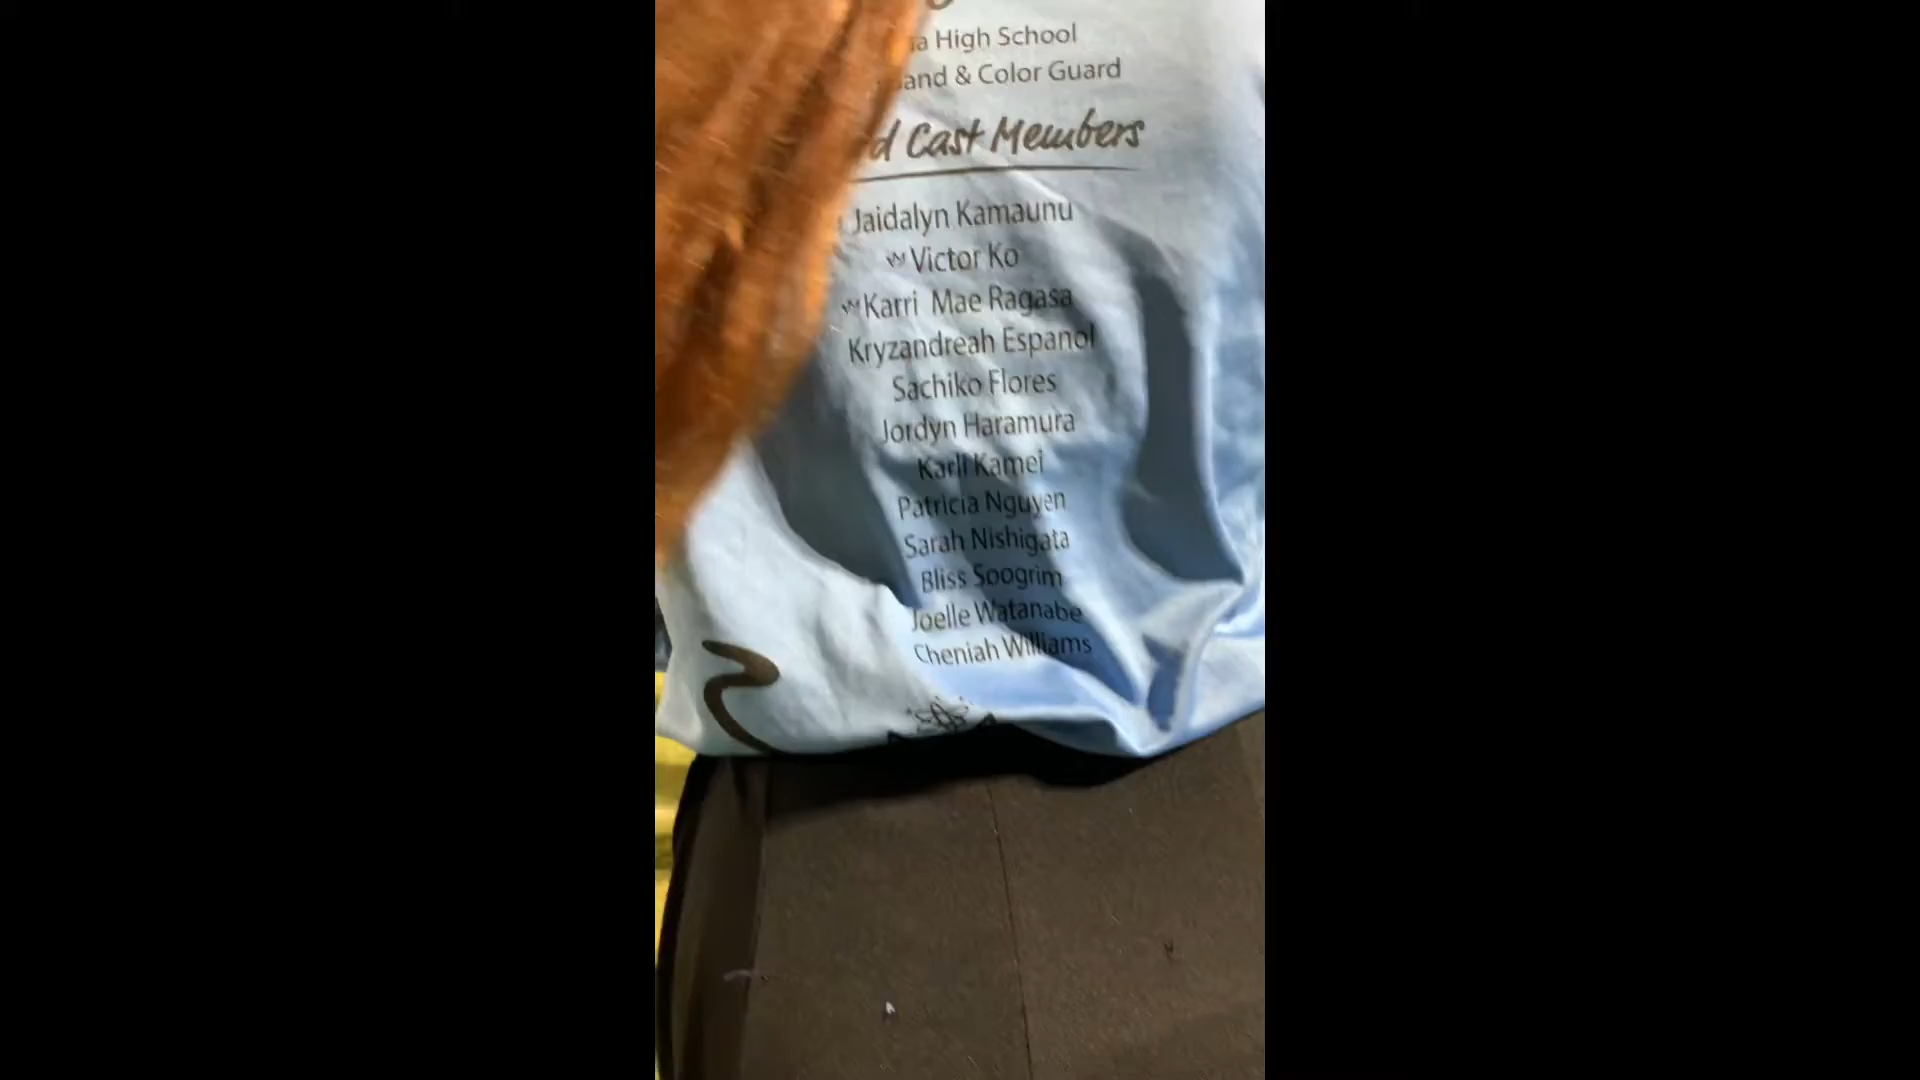 High School
& Color Guard
Cast Members
Jaidalyn Kamaunu
Victor Ko
Karri Mae Ragasa
Kryzandreah Espanol
Sachiko Flores
Jordyn Haramura
Karli Kamei
Patricia Nguyen
Sarah Nishigata
Bliss Soogrim
Joelle Watanabe
Cheniah Williams